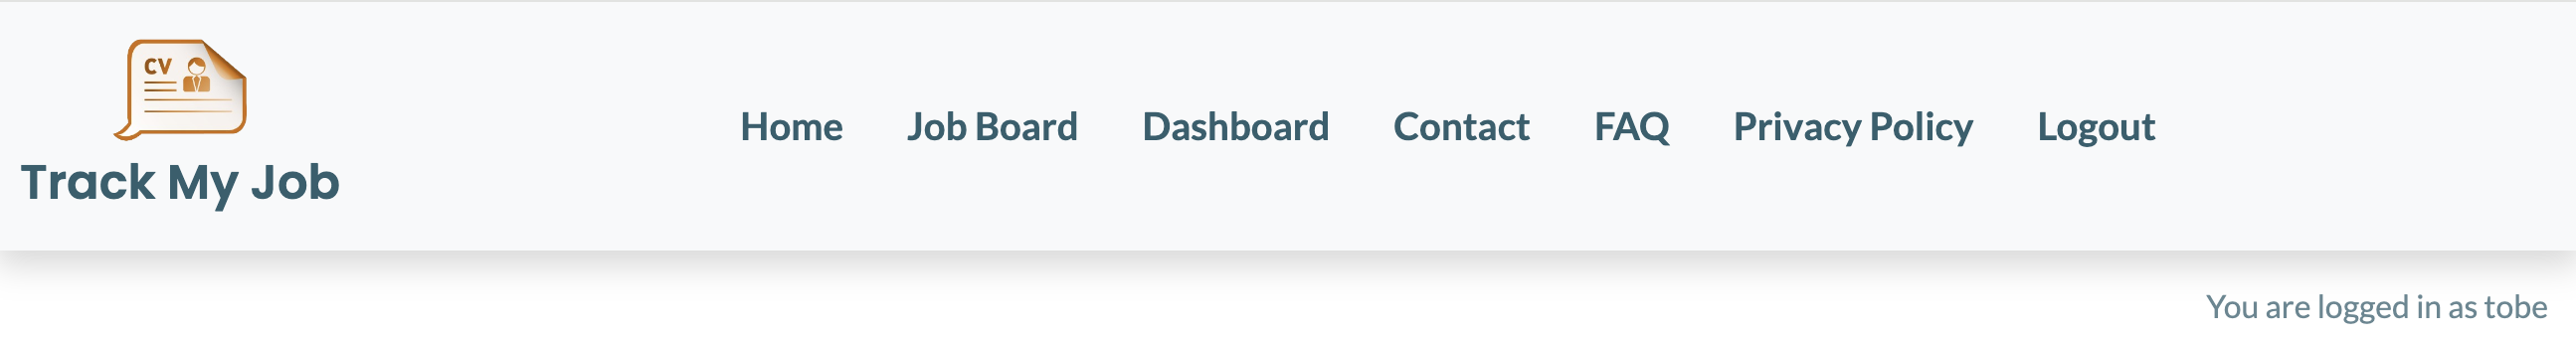 CV
Track My Job
Home Job Board Dashboard Contact FAQ Privacy Policy Logout
You are logged in as tobe